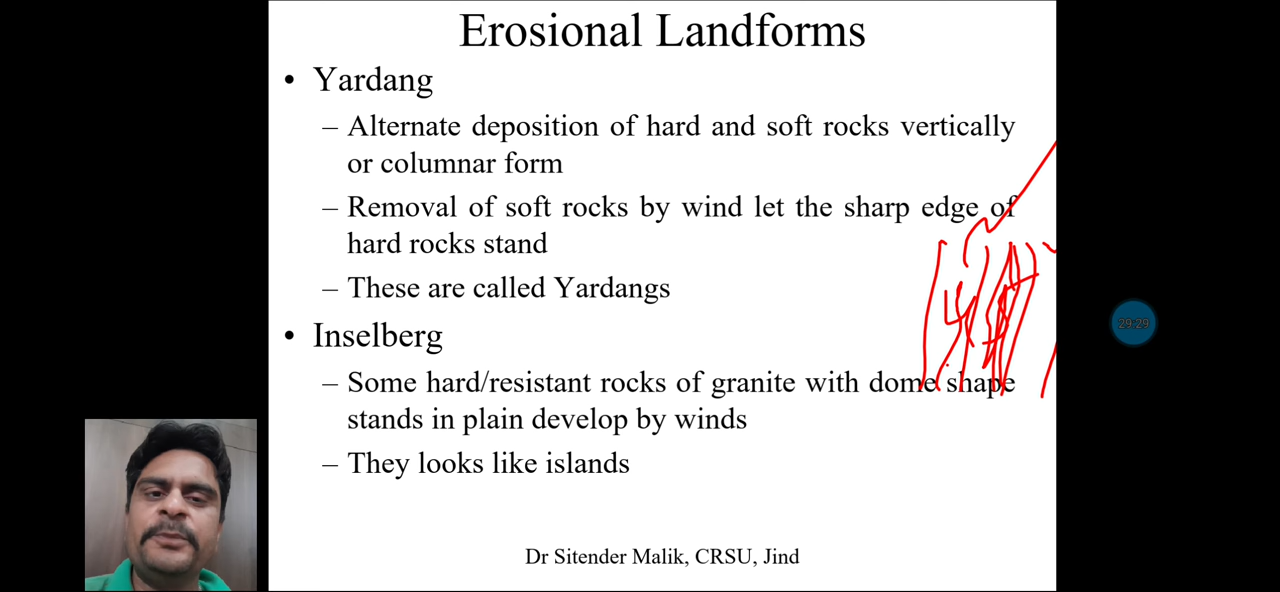 Erosional Landforms
• Yardang
– Alternate deposition of hard and soft rocks vertically
or columnar form
– Removal of soft rocks by wind let the sharp edge of
hard rocks stand
– These are called Yardangs
• Inselberg
– Some hard/resistant rocks of granite with dome shape
stands in plain develop by winds
– They looks like islands
Dr Sitender Malik, CRSU, Jind
29:29